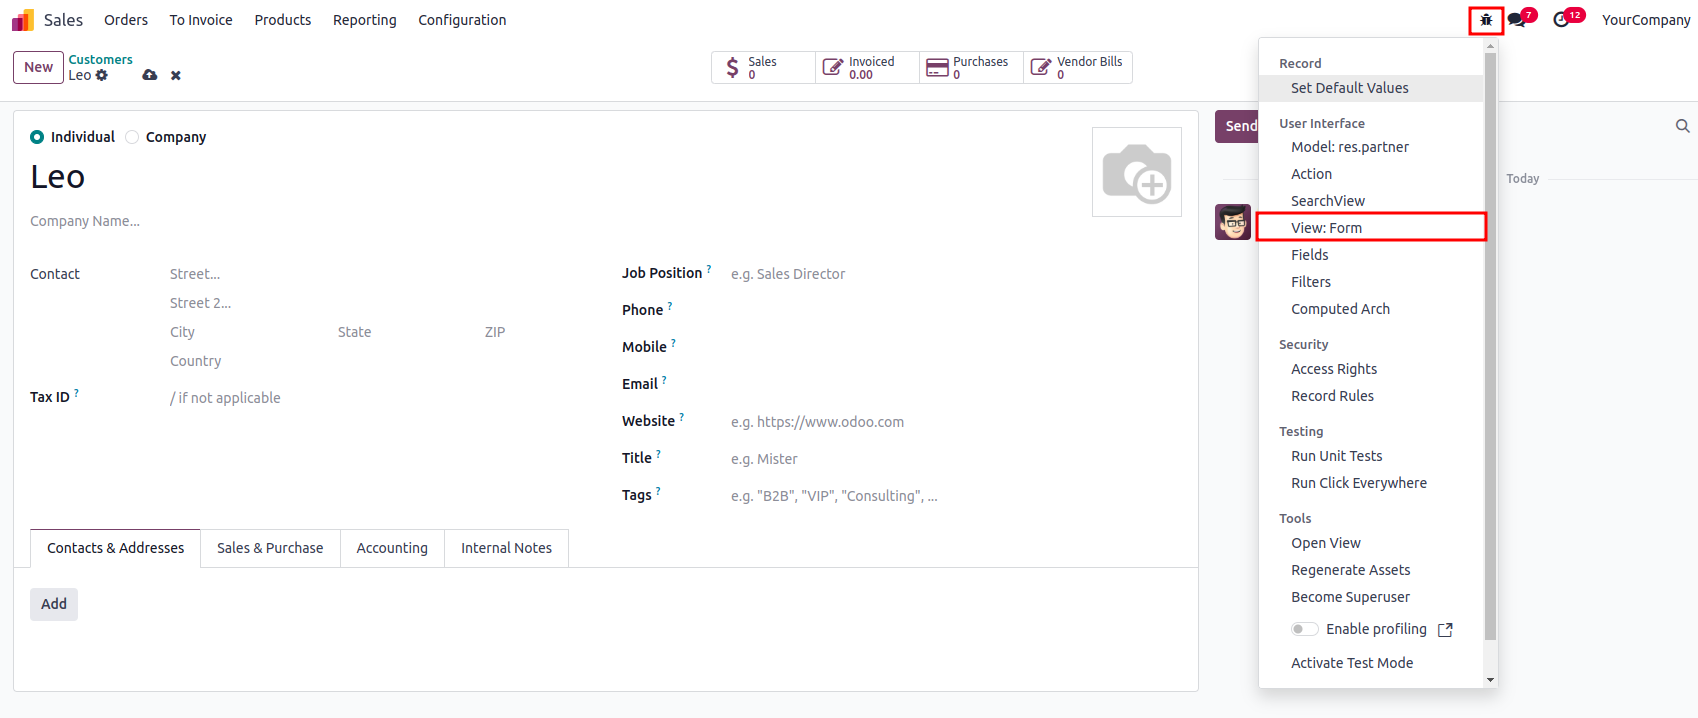 Sales Orders To Invoice Products Reporting Configuration 7 12 YourCompany
New Customers
Leo
Sales 0 Invoiced 0.00 Purchases 0 Vendor Bills 0
Individual Company
Leo
Company Name...
Contact Street...
Street 2...
City State ZIP
Country
Tax ID ? / if not applicable
Job Position ? e.g. Sales Director
Phone ?
Mobile ?
Email ?
Website ? e.g. https://www.odoo.com
Title ? e.g. Mister
Tags ? e.g. "B2B", "VIP", "Consulting", ...
Contacts & Addresses Sales & Purchase Accounting Internal Notes
Add
Send
Today
Record
Set Default Values
User Interface
Model: res.partner
Action
SearchView
View: Form
Fields
Filters
Computed Arch
Security
Access Rights
Record Rules
Testing
Run Unit Tests
Run Click Everywhere
Tools
Open View
Regenerate Assets
Become Superuser
Enable profiling
Activate Test Mode